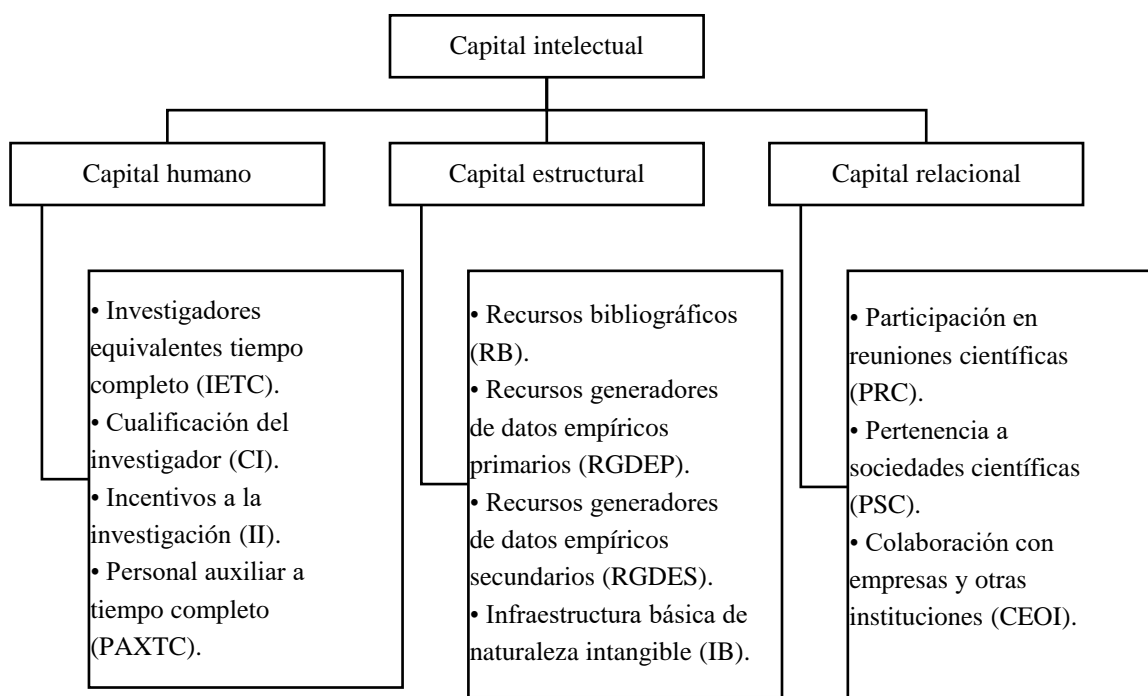 Capital intelectual
Capital humano
Capital estructural
Capital relacional
• Investigadores
equivalentes tiempo
completo (IETC).
• Cualificación del
investigador (CI).
• Incentivos a la
investigación (II).
• Personal auxiliar a
tiempo completo
(PAXTC).
• Recursos bibliográficos
(RB).
• Recursos generadores
de datos empíricos
primarios (RGDEP).
• Recursos generadores
de datos empíricos
secundarios (RGDES).
• Infraestructura básica de
naturaleza intangible (IB).
• Participación en
reuniones científicas
(PRC).
• Pertenencia a
sociedades científicas
(PSC).
• Colaboración con
empresas y otras
instituciones (CEOI).